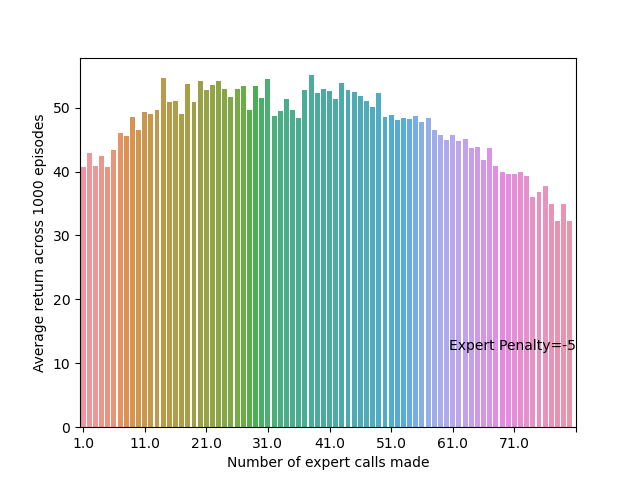 Average return across 1000 episodes
50
40
30
20
10
0
Expert Penalty=-5
1.0 11.0 21.0 31.0 41.0 51.0 61.0 71.0
Number of expert calls made